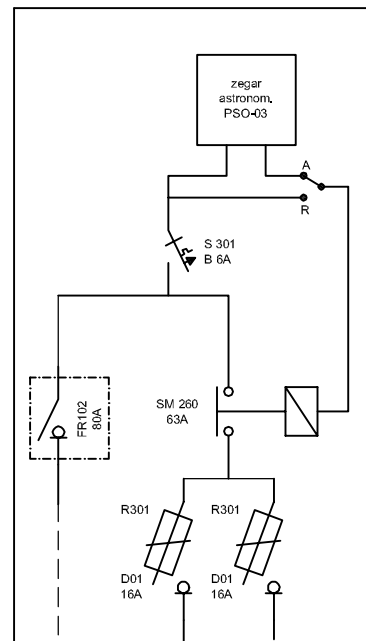 zegar
astronom.
PSO-03
A
R
S 301
B 6A
SM 260
63A
FR102
80A
R301
R301
D01
16A
D01
16A